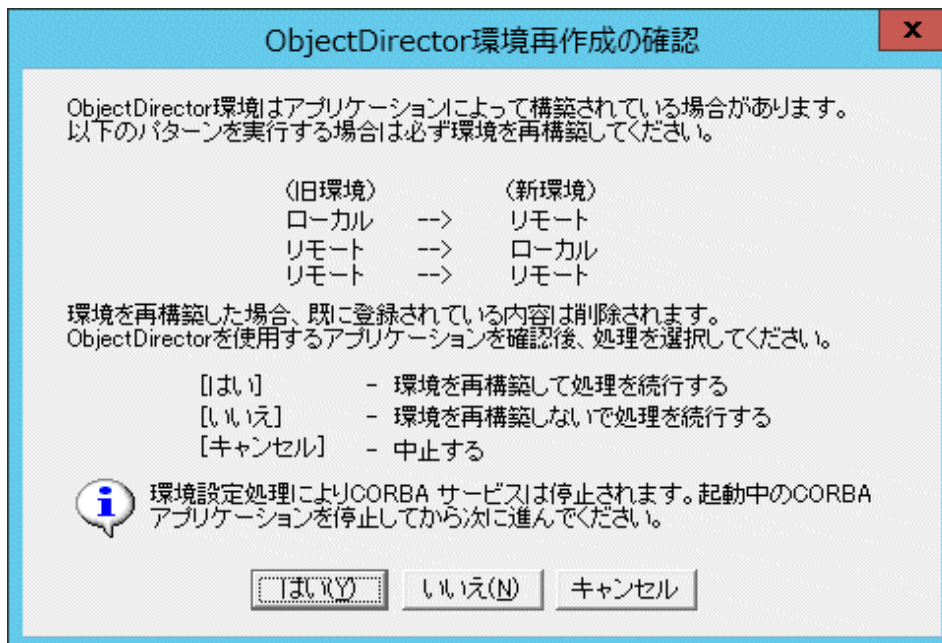 ObjectDirector環境再作成の確認
x
ObjectDirector環境はアプリケーションによって構築されている場合があります。
以下のパターンを実行する場合は必ず環境を再構築してください。
(旧環境) (新環境)
ローカル --> リモート
リモート --> ローカル
リモート --> リモート
環境を再構築した場合、既に登録されている内容は削除されます。
ObjectDirectorを使用するアプリケーションを確認後、処理を選択してください。
[はい] - 環境を再構築して処理を続行する
[いいえ] - 環境を再構築しないで処理を続行する
[キャンセル] - 中止する
環境設定処理によりCORBA サービスは停止されます。起動中のCORBA
アプリケーションを停止してから次に進んでください。
はい(Y) いいえ(N) キャンセル